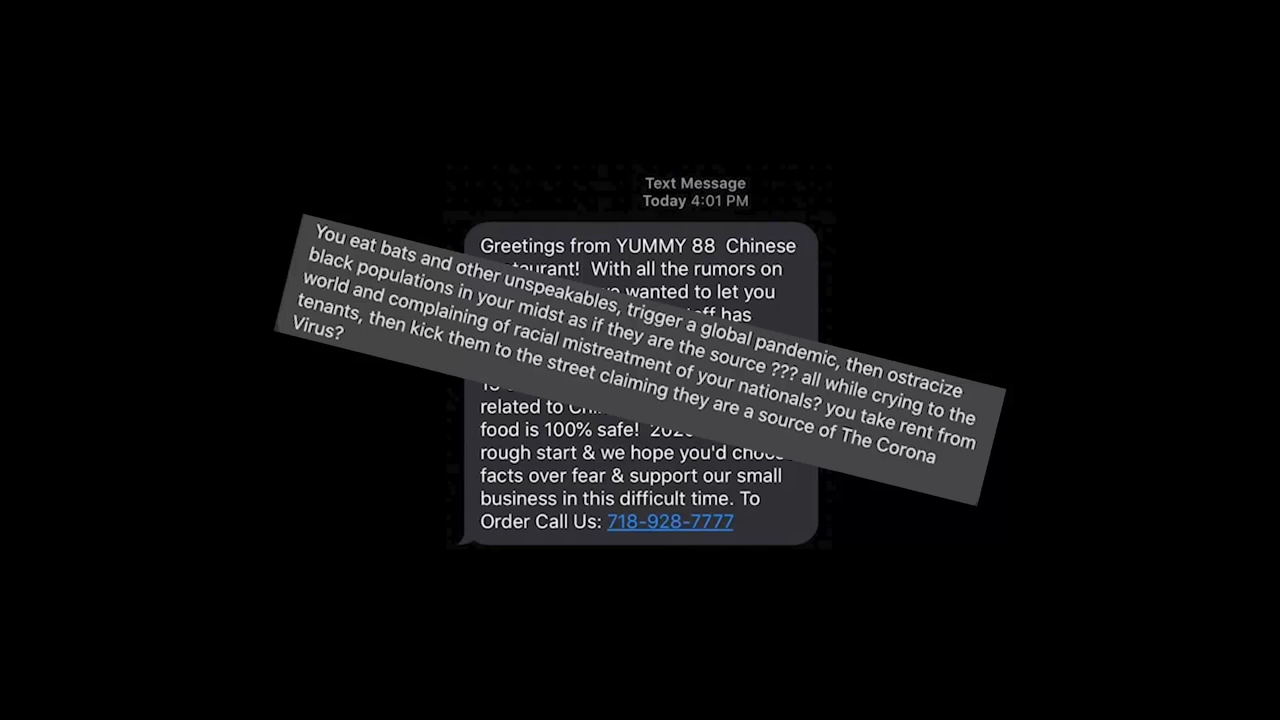 Text Message
Today 4:01 PM
Greetings from YUMMY 88 Chinese
With all the rumors on
wanted to let you
has
related to
food is 100% safe!
rough start & we hope you'd
facts over fear & support our small
business in this difficult time. To
Order Call Us: 718-928-7777
You eat bats and other unspeakables, trigger a global pandemic, then ostracize
black populations in your midst as if they are the source ??? all while crying to the
world and complaining of racial mistreatment of your nationals? you take rent from
tenants, then kick them to the street claiming they are a source of The Corona
Virus?